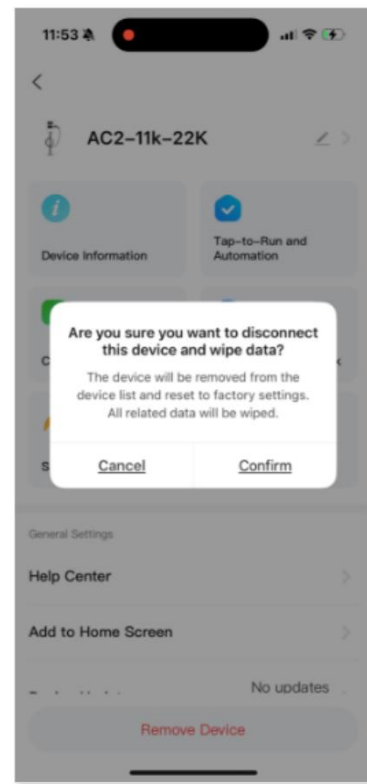 11:53
AC2-11k-22K
Device Information
Tap-to-Run and
Automation
Are you sure you want to disconnect
this device and wipe data?
The device will be removed from the
device list and reset to factory settings.
All related data will be wiped.
Cancel
Confirm
General Settings
Help Center
Add to Home Screen
No updates
Remove Device